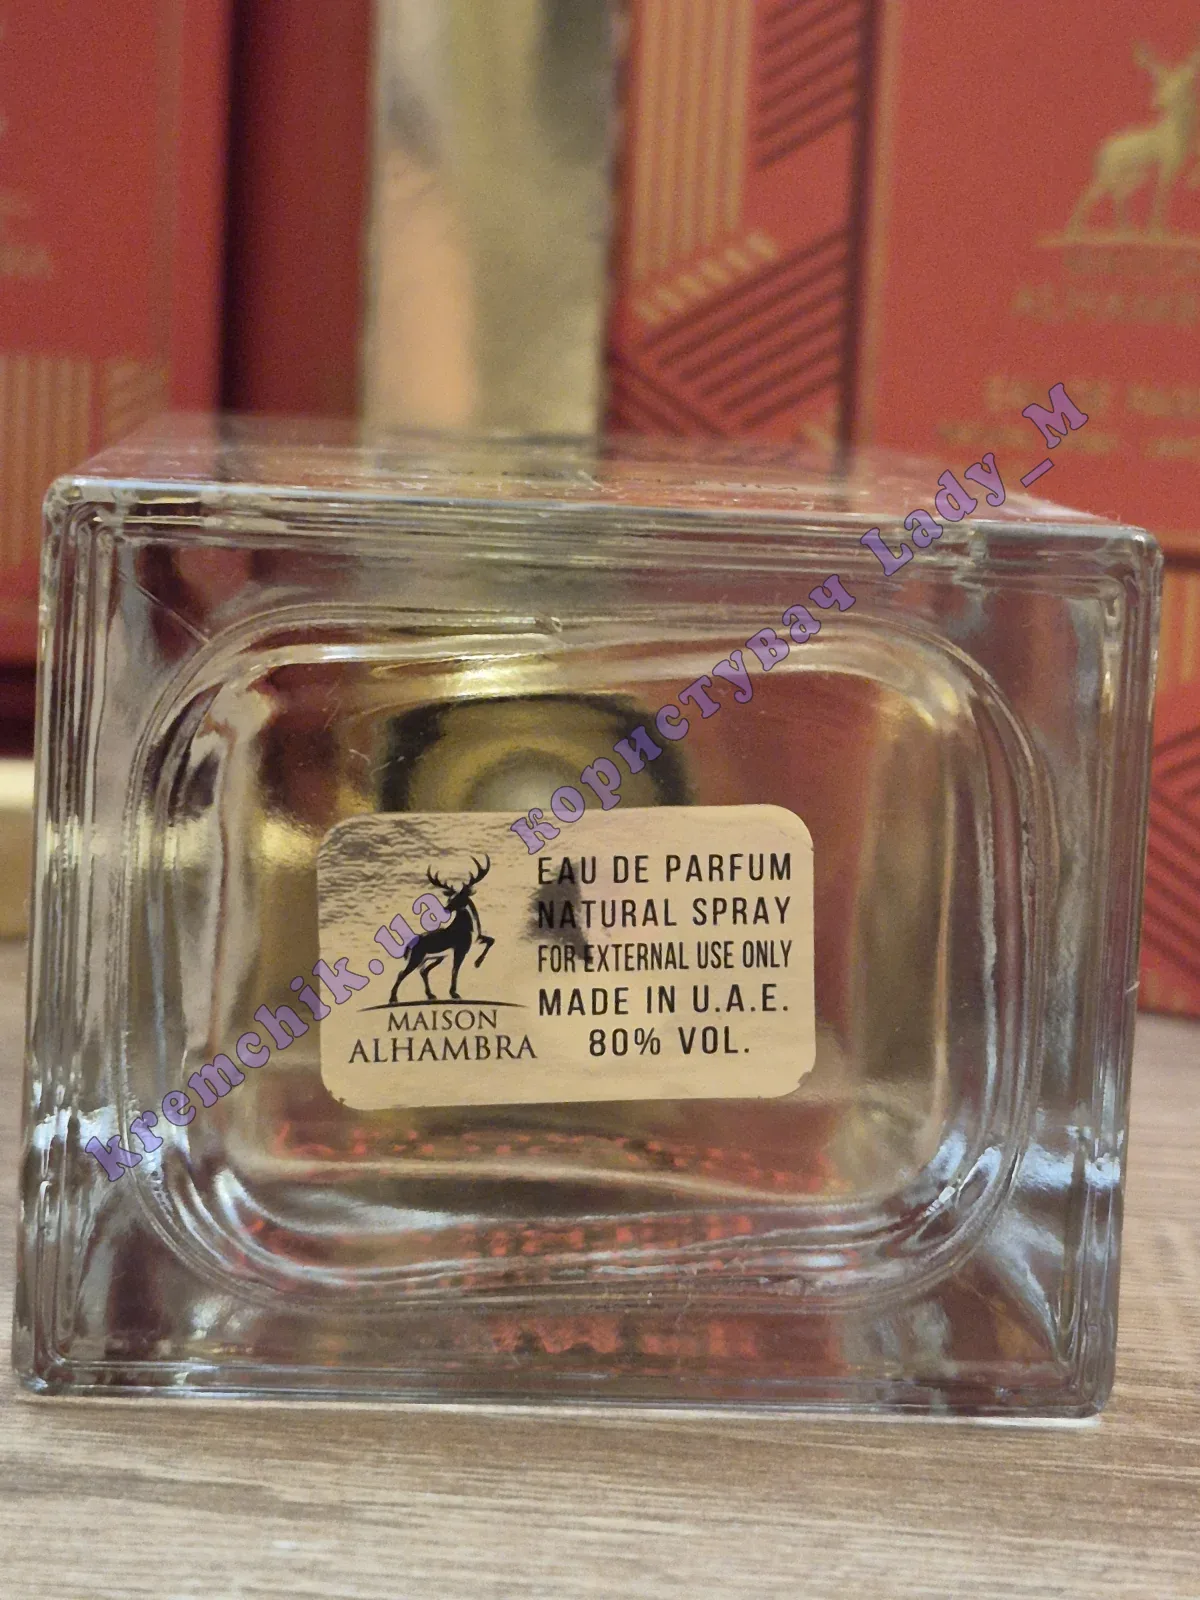 MAISON
ALHAMBRA
EAU DE PARFUM
NATURAL SPRAY
FOR EXTERNAL USE ONLY
MADE IN U.A.E.
80% VOL.
kremchik.ua користувач Lady_M
ALHAMBRA